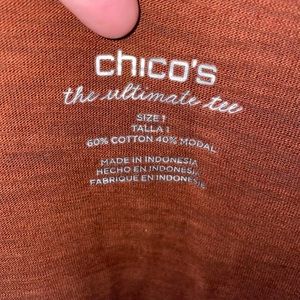 chico's
the ultimate tee
SIZE 1
TALLA 1
60% COTTON 40% MODAL
MADE IN INDONESIA
HECHO EN INDONESIA
FABRIQUE EN INDONESIE